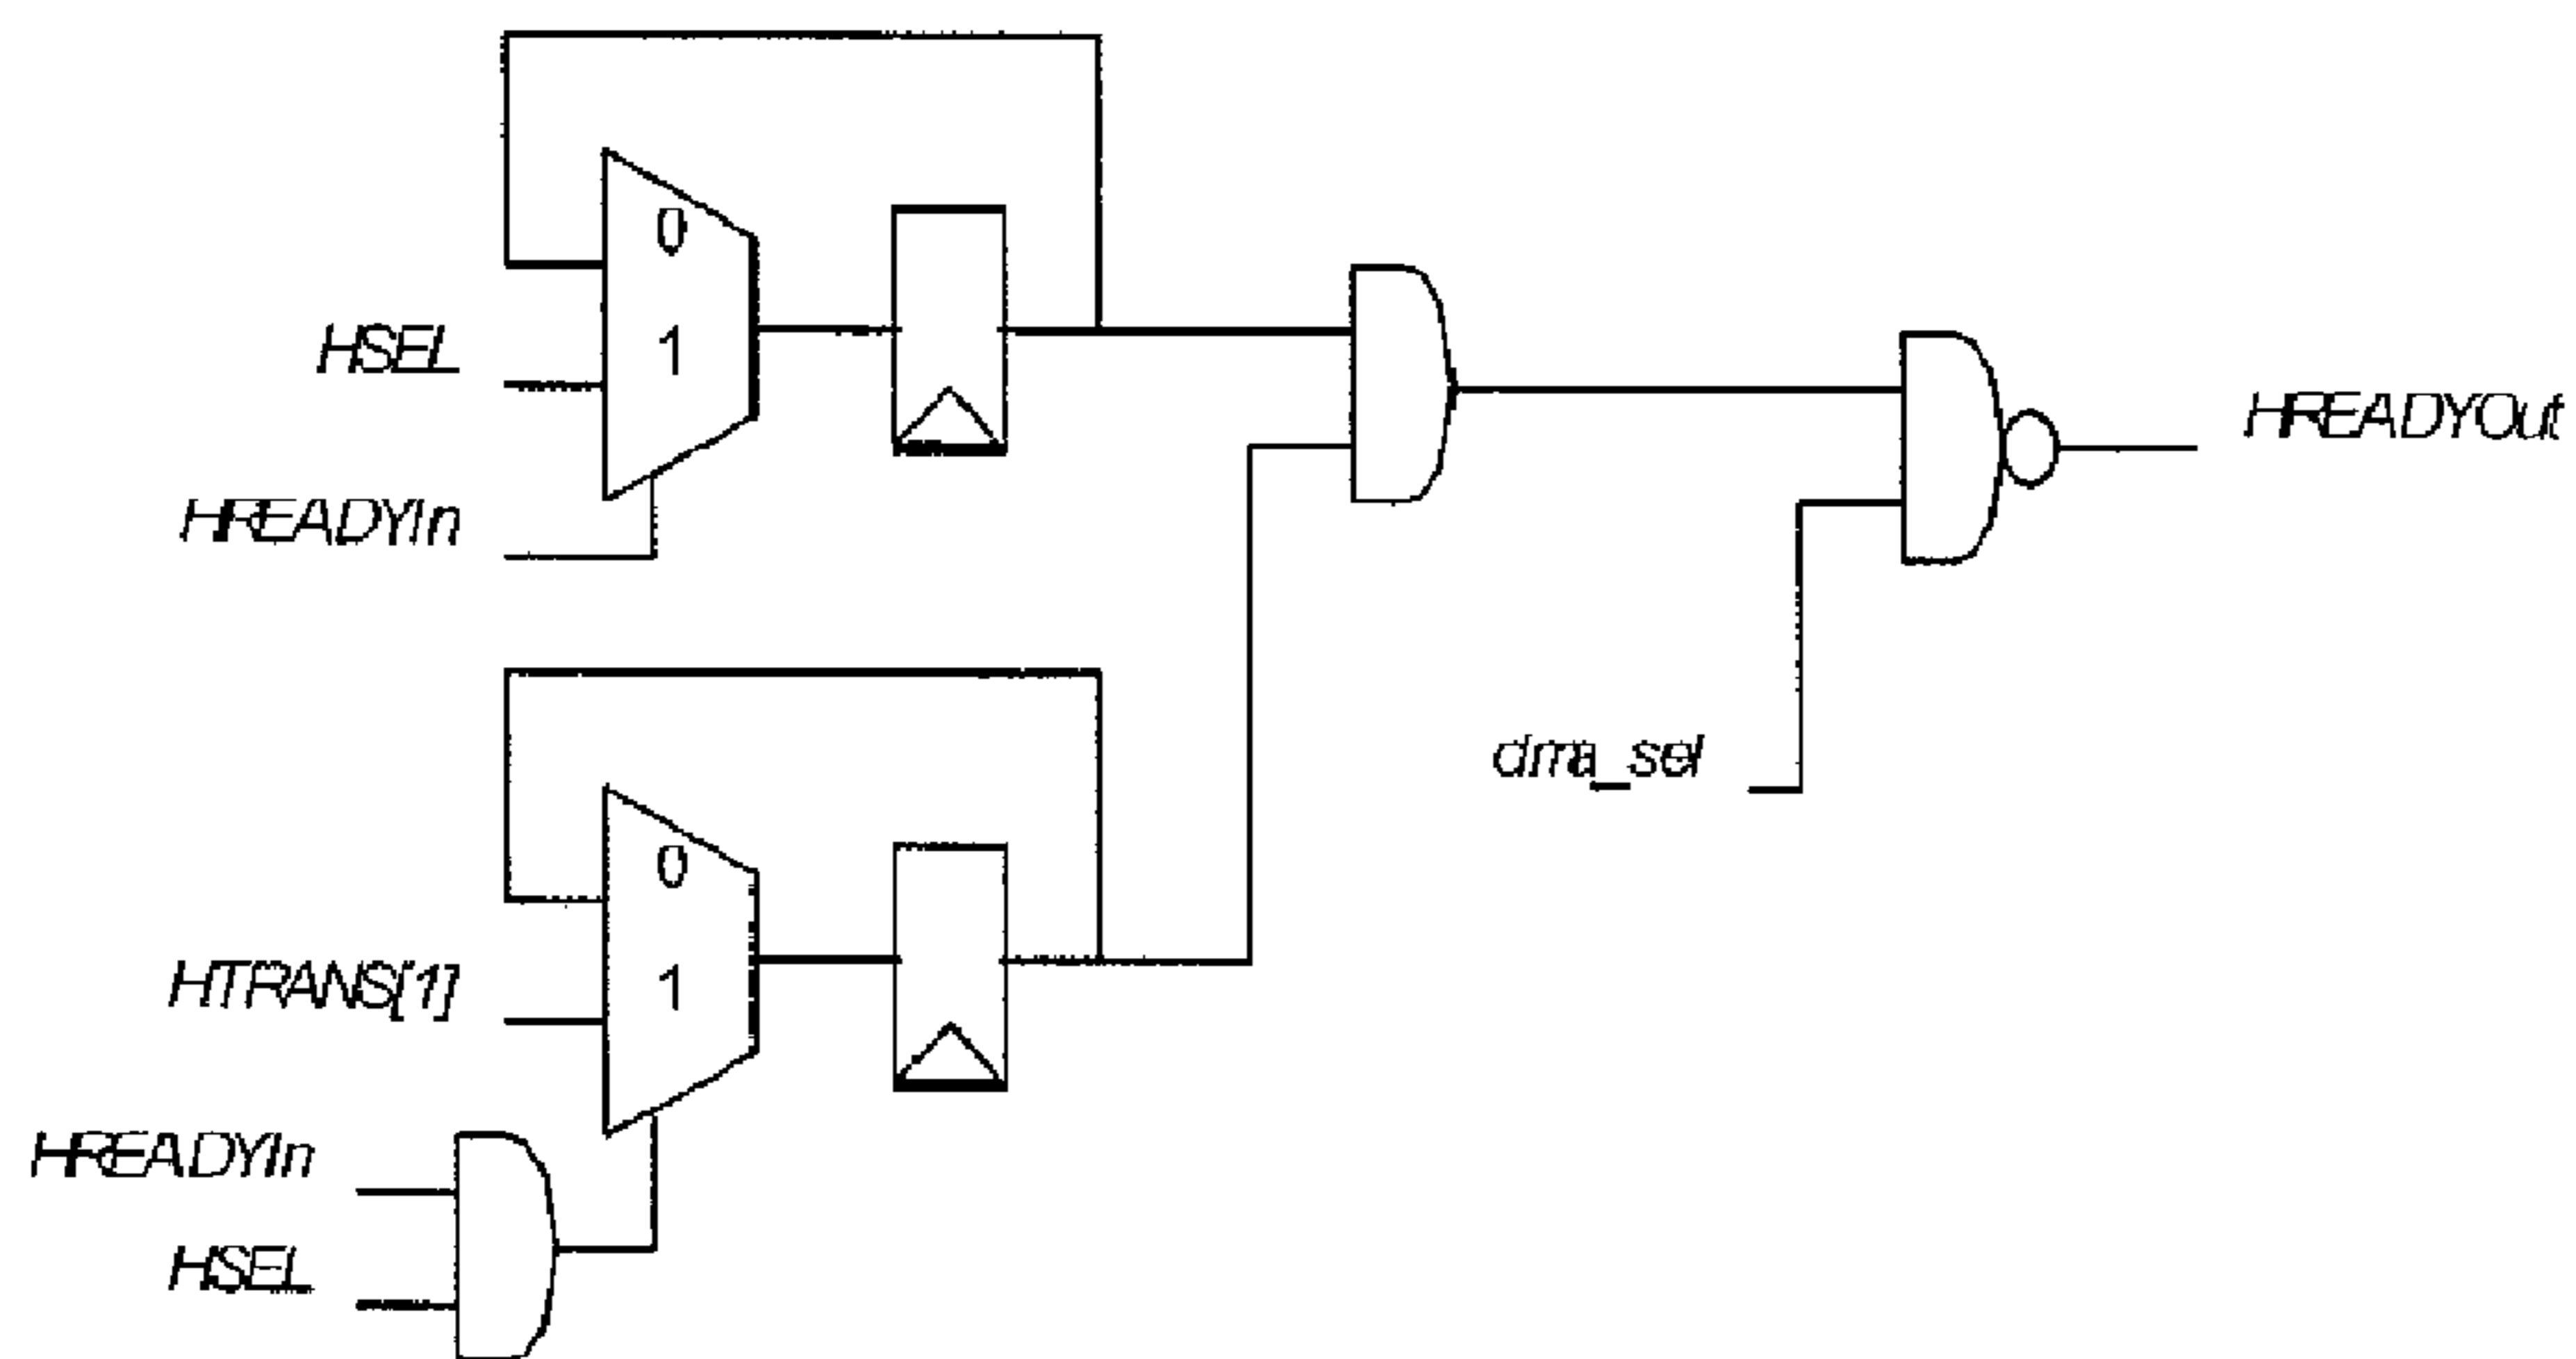 0
HSEL
1
HREADYIn
HREADYOut
dma_sel
0
HTRANS[1]
1
HREADYIn
HSEL